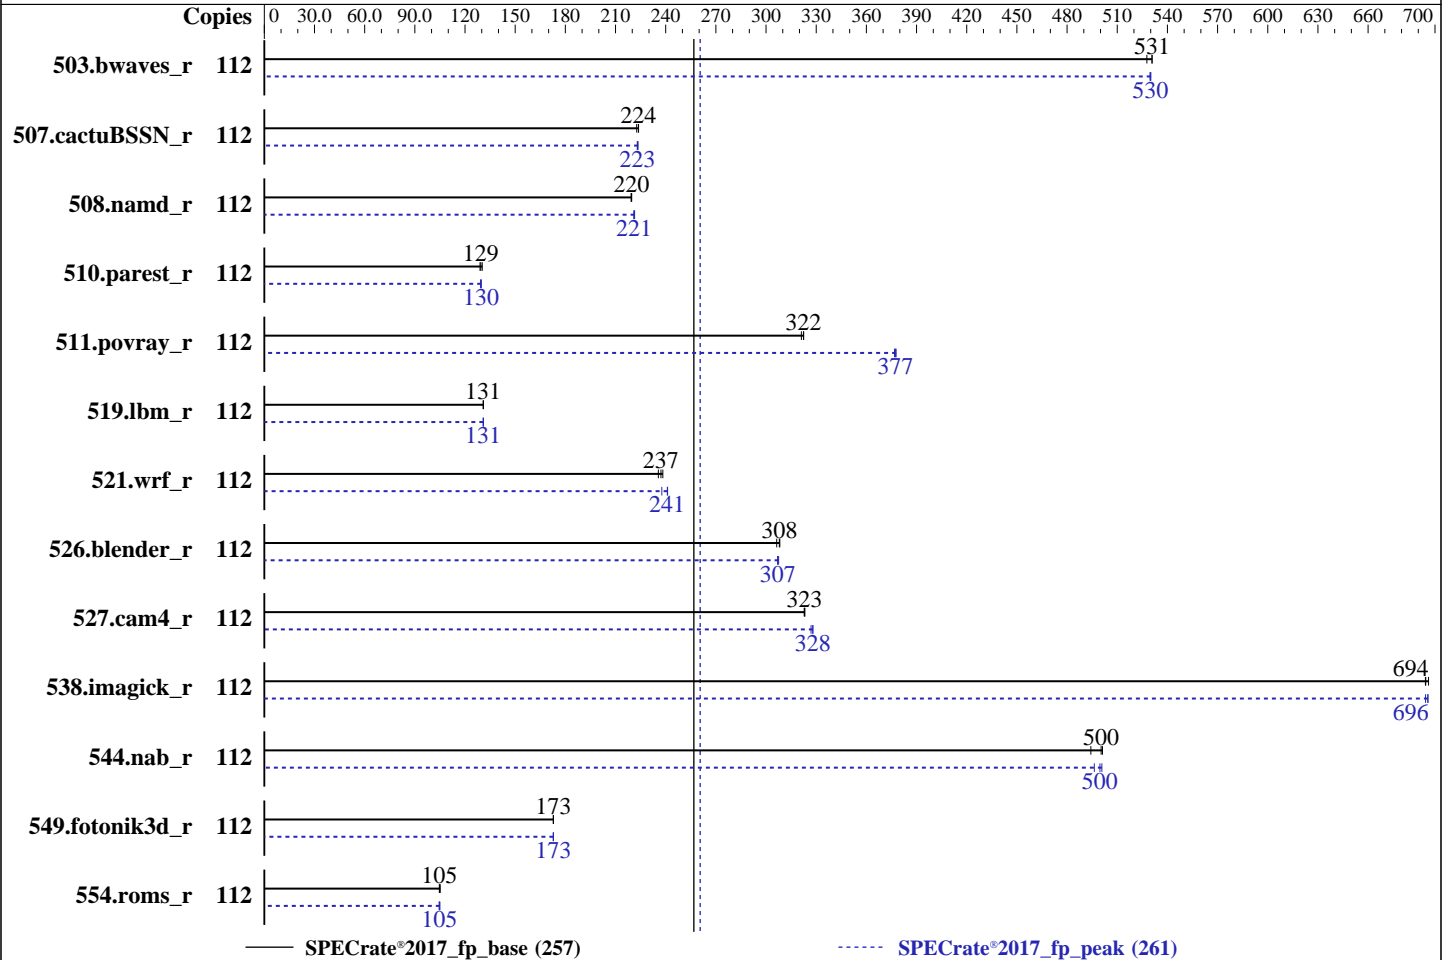 Copies 0 30.0 60.0 90.0 120 150 180 210 240 270 300 330 360 390 420 450 480 510 540 570 600 630 660 700
503.bwaves_r 112 531
530
507.cactuBSSN_r 112 224
223
508.namd_r 112 220
221
510.parest_r 112 129
130
511.povray_r 112 322
377
519.lbm_r 112 131
131
521.wrf_r 112 237
241
526.blender_r 112 308
307
527.cam4_r 112 323
328
538.imagick_r 112 694
696
544.nab_r 112 500
500
549.fotonik3d_r 112 173
173
554.roms_r 112 105
105
SPECrate®2017_fp_base (257) SPECrate®2017_fp_peak (261)